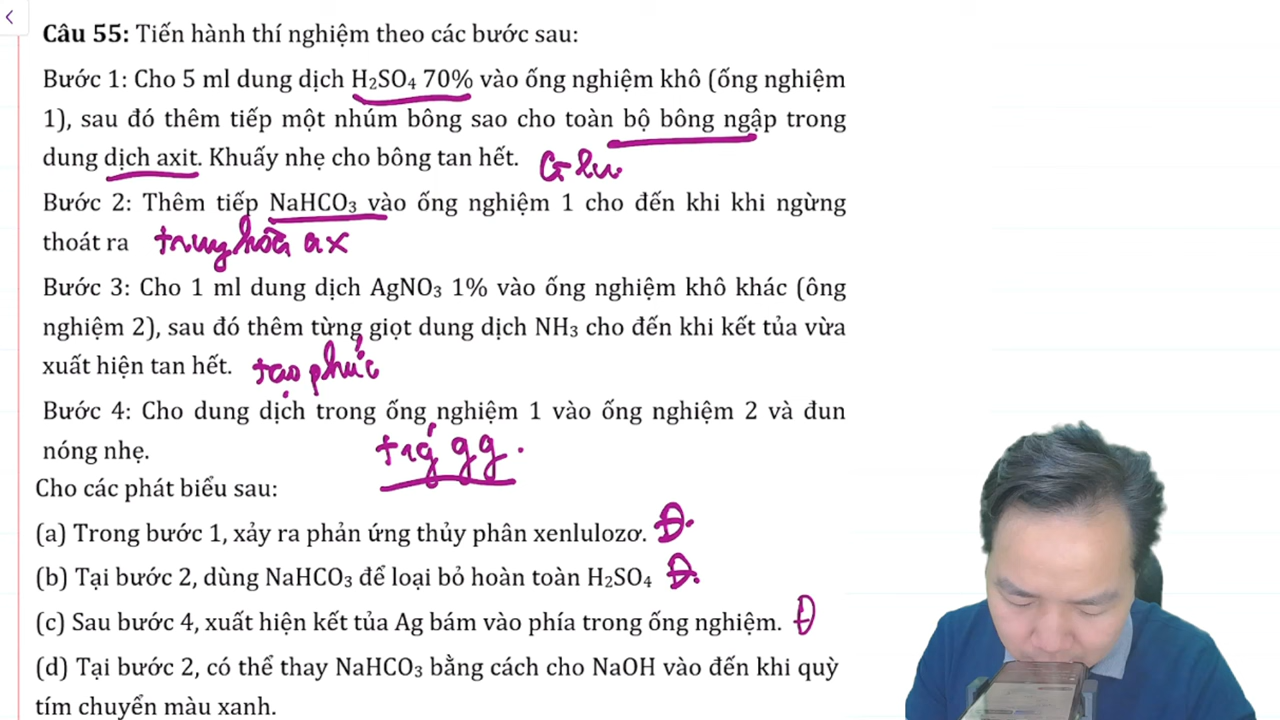 Câu 55: Tiến hành thí nghiệm theo các bước sau:
Bước 1: Cho 5 ml dung dịch H₂SO₄ 70% vào ống nghiệm khô (ống nghiệm
1), sau đó thêm tiếp một nhúm bông sao cho toàn bộ bông ngập trong
dung dịch axit. Khuấy nhẹ cho bông tan hết. Glu.
Bước 2: Thêm tiếp NaHCO₃ vào ống nghiệm 1 cho đến khi khi ngừng
thoát ra trung hòa ax
Bước 3: Cho 1 ml dung dịch AgNO₃ 1% vào ống nghiệm khô khác (ông
nghiệm 2), sau đó thêm từng giọt dung dịch NH₃ cho đến khi kết tủa vừa
xuất hiện tan hết. tạo phức
Bước 4: Cho dung dịch trong ống nghiệm 1 vào ống nghiệm 2 và đun
nóng nhẹ. tráng gg.
Cho các phát biểu sau:
(a) Trong bước 1, xảy ra phản ứng thủy phân xenlulozơ. Đ.
(b) Tại bước 2, dùng NaHCO₃ để loại bỏ hoàn toàn H₂SO₄ Đ.
(c) Sau bước 4, xuất hiện kết tủa Ag bám vào phía trong ống nghiệm. Đ
(d) Tại bước 2, có thể thay NaHCO₃ bằng cách cho NaOH vào đến khi quỳ
tím chuyển màu xanh.